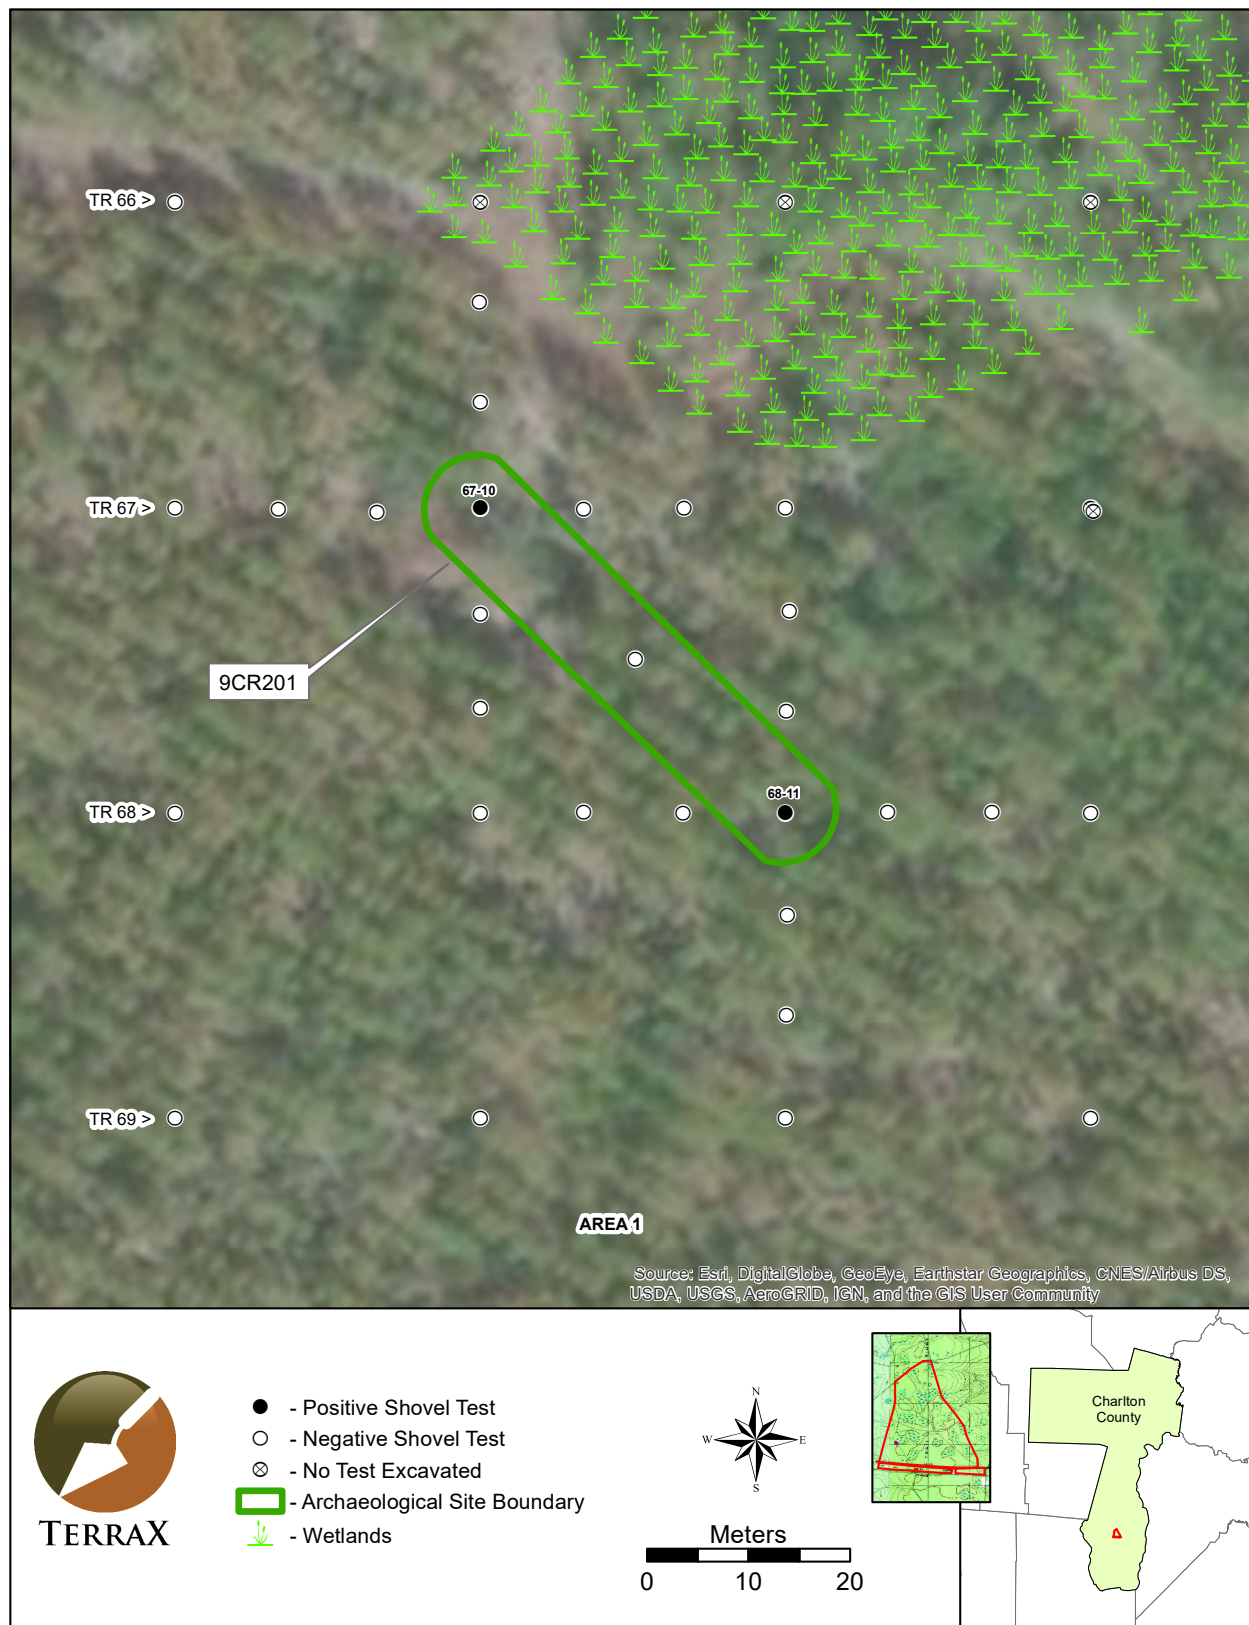 TR 66 >
67-10
TR 67 >
9CR201
68-11
TR 68 >
TR 69 >
AREA 1
Source: Esri, DigitalGlobe, GeoEye, Earthstar Geographics, CNES/Airbus DS,
USDA, USGS, AeroGRID, IGN, and the GIS User Community
TERRAX
- Positive Shovel Test
- Negative Shovel Test
- No Test Excavated
- Archaeological Site Boundary
- Wetlands
N
W
E
S
Meters
0 10 20
Charlton
County